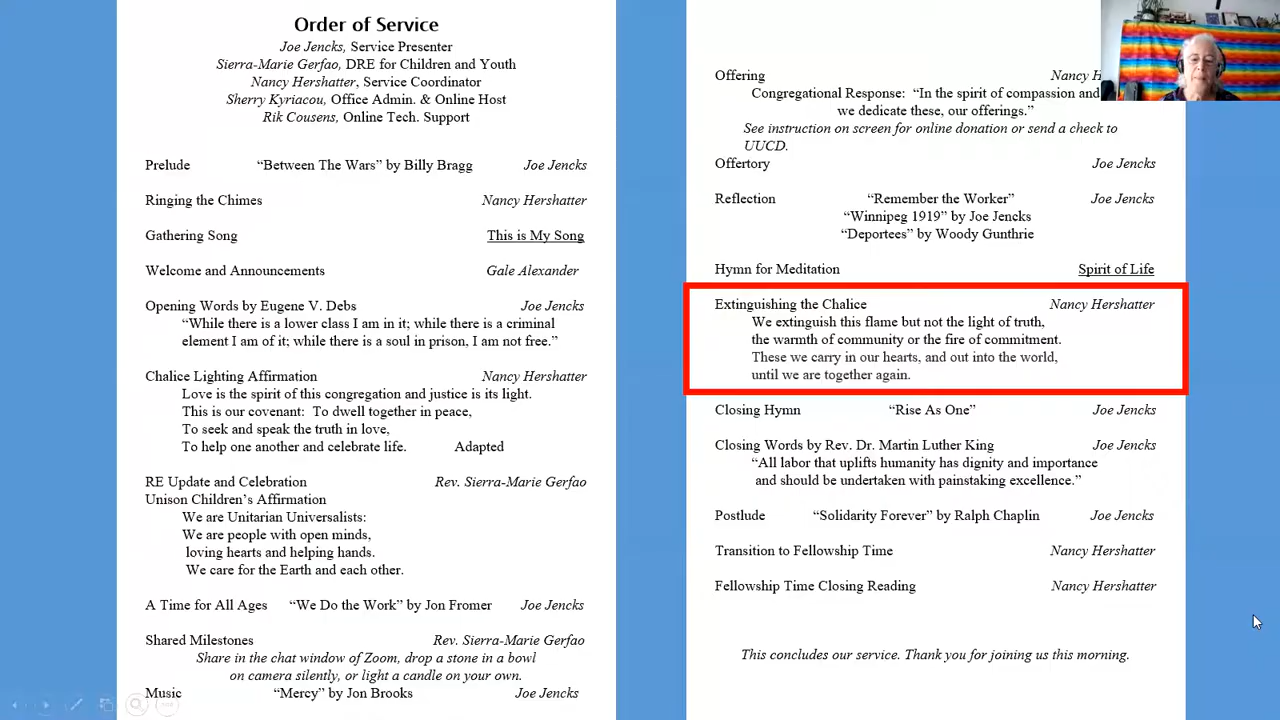 Order of Service
Joe Jencks, Service Presenter
Sierra-Marie Gerfao, DRE for Children and Youth
Nancy Hershatter, Service Coordinator
Sherry Kyriacou, Office Admin. & Online Host
Rik Cousens, Online Tech. Support
Prelude “Between The Wars” by Billy Bragg Joe Jencks
Ringing the Chimes Nancy Hershatter
Gathering Song This is My Song
Welcome and Announcements Gale Alexander
Opening Words by Eugene V. Debs Joe Jencks
“While there is a lower class I am in it; while there is a criminal
element I am of it; while there is a soul in prison, I am not free.”
Chalice Lighting Affirmation Nancy Hershatter
Love is the spirit of this congregation and justice is its light.
This is our covenant: To dwell together in peace,
To seek and speak the truth in love,
To help one another and celebrate life. Adapted
RE Update and Celebration Rev. Sierra-Marie Gerfao
Unison Children’s Affirmation
We are Unitarian Universalists:
We are people with open minds,
loving hearts and helping hands.
We care for the Earth and each other.
A Time for All Ages “We Do the Work” by Jon Fromer Joe Jencks
Shared Milestones Rev. Sierra-Marie Gerfao
Share in the chat window of Zoom, drop a stone in a bowl
on camera silently, or light a candle on your own.
Music “Mercy” by Jon Brooks Joe Jencks
Offering Nancy
Congregational Response: “In the spirit of compassion and
we dedicate these, our offerings.”
See instruction on screen for online donation or send a check to
UUCD.
Offertory Joe Jencks
Reflection “Remember the Worker” Joe Jencks
“Winnipeg 1919” by Joe Jencks
“Deportees” by Woody Gunthrie
Hymn for Meditation Spirit of Life
Extinguishing the Chalice Nancy Hershatter
We extinguish this flame but not the light of truth,
the warmth of community or the fire of commitment.
These we carry in our hearts, and out into the world,
until we are together again.
Closing Hymn “Rise As One” Joe Jencks
Closing Words by Rev. Dr. Martin Luther King Joe Jencks
“All labor that uplifts humanity has dignity and importance
and should be undertaken with painstaking excellence.”
Postlude “Solidarity Forever” by Ralph Chaplin Joe Jencks
Transition to Fellowship Time Nancy Hershatter
Fellowship Time Closing Reading Nancy Hershatter
This concludes our service. Thank you for joining us this morning.